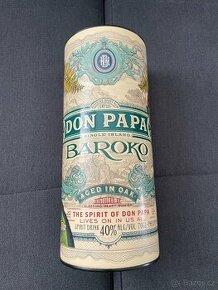 DON PAPA
SINGLE ISLAND
BAROKO
AGED IN OAK
THE SPIRIT OF DON PAPA
LIVES ON IN US ALL
SPIRIT DRINK 40% ALC/VOL